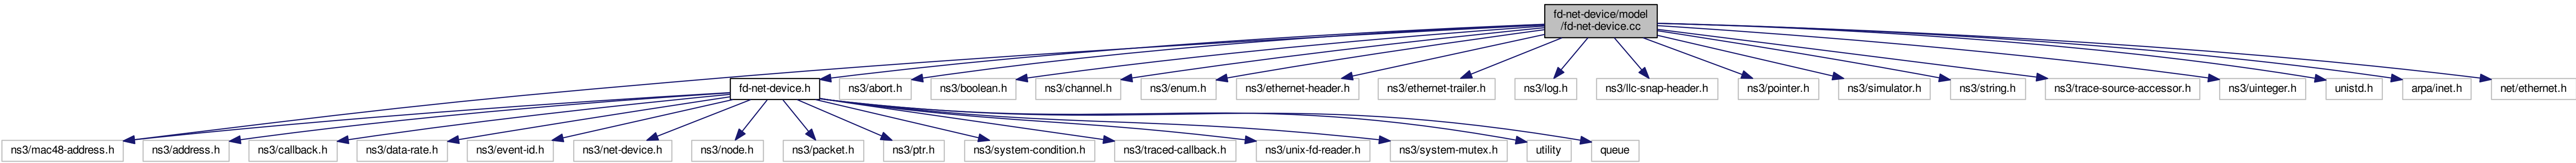 fd-net-device/model
/fd-net-device.cc
fd-net-device.h
ns3/abort.h
ns3/boolean.h
ns3/channel.h
ns3/enum.h
ns3/ethernet-header.h
ns3/ethernet-trailer.h
ns3/log.h
ns3/llc-snap-header.h
ns3/pointer.h
ns3/simulator.h
ns3/string.h
ns3/trace-source-accessor.h
ns3/uinteger.h
unistd.h
arpa/inet.h
net/ethernet.h
ns3/mac48-address.h
ns3/address.h
ns3/callback.h
ns3/data-rate.h
ns3/event-id.h
ns3/net-device.h
ns3/node.h
ns3/packet.h
ns3/ptr.h
ns3/system-condition.h
ns3/traced-callback.h
ns3/unix-fd-reader.h
ns3/system-mutex.h
utility
queue